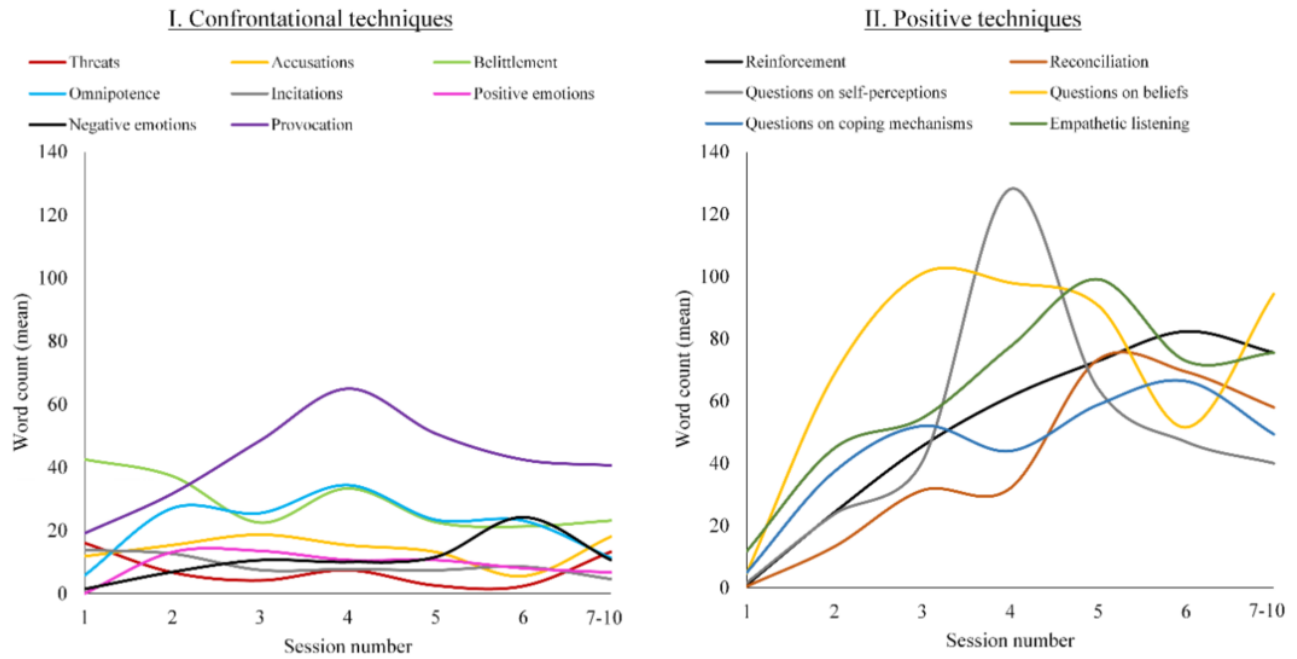 I. Confrontational techniques
Threats Accusations Belittlement
Omnipotence Incitations Positive emotions
Negative emotions Provocation
140
120
100
80
60
40
20
0
Word count (mean)
1 2 3 4 5 6 7-10
Session number
II. Positive techniques
Reinforcement Reconciliation
Questions on self-perceptions Questions on beliefs
Questions on coping mechanisms Empathetic listening
140
120
100
80
60
40
20
0
Word count (mean)
1 2 3 4 5 6 7-10
Session number